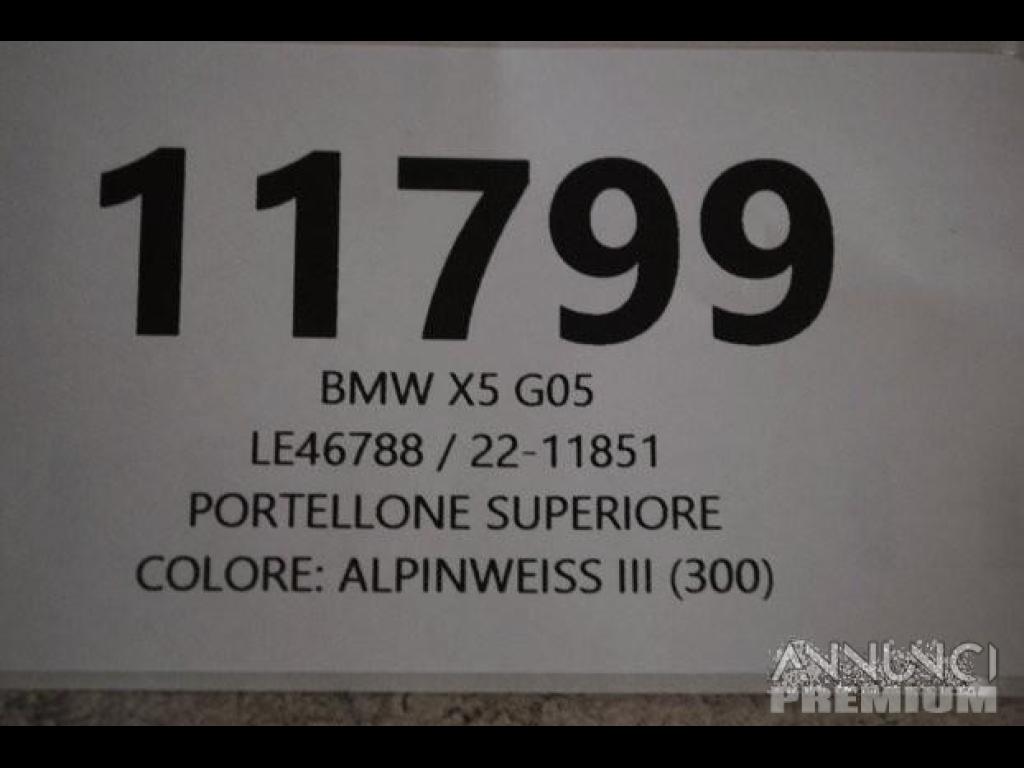 11799
BMW X5 G05
LE46788 / 22-11851
PORTELLONE SUPERIORE
COLORE: ALPINWEISS III (300)
ANNUNCI
PREMIUM